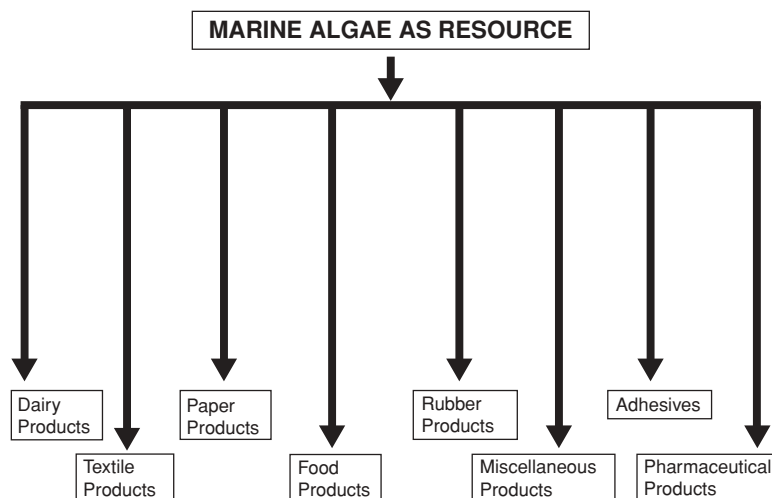 MARINE ALGAE AS RESOURCE
Dairy
Products
Paper
Products
Rubber
Products
Adhesives
Textile
Products
Food
Products
Miscellaneous
Products
Pharmaceutical
Products